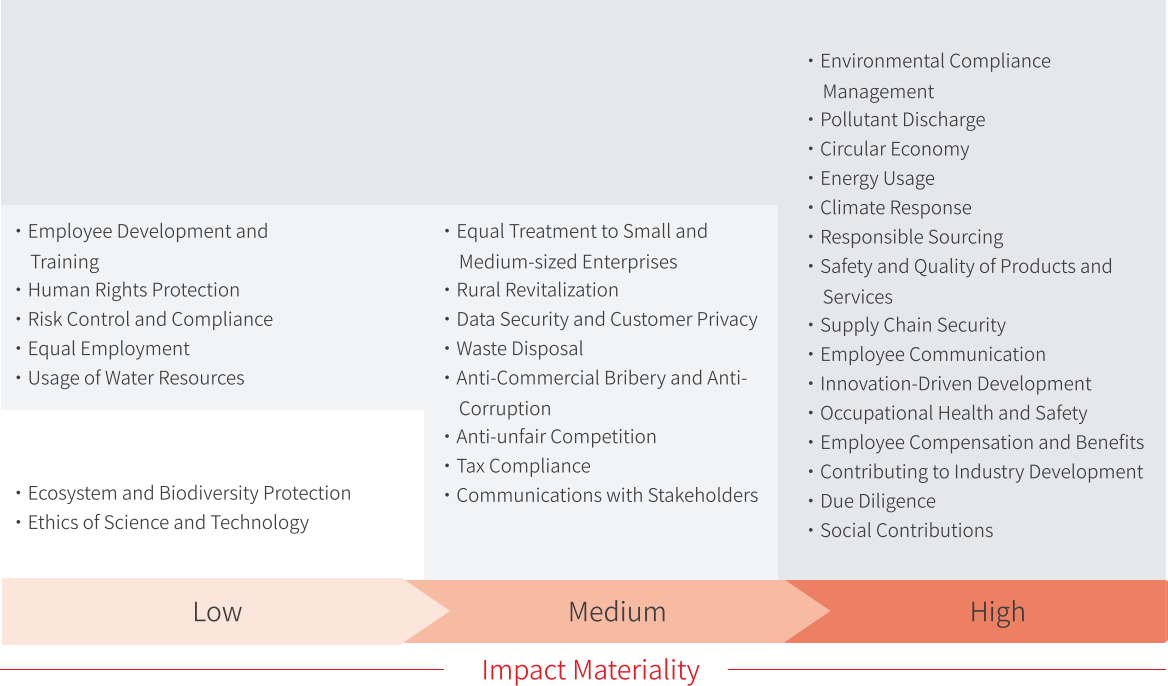 ・Employee Development and
Training
・Human Rights Protection
・Risk Control and Compliance
・Equal Employment
・Usage of Water Resources
・Ecosystem and Biodiversity Protection
・Ethics of Science and Technology
・Equal Treatment to Small and
Medium-sized Enterprises
・Rural Revitalization
・Data Security and Customer Privacy
・Waste Disposal
・Anti-Commercial Bribery and Anti-
Corruption
・Anti-unfair Competition
・Tax Compliance
・Communications with Stakeholders
・Environmental Compliance
Management
・Pollutant Discharge
・Circular Economy
・Energy Usage
・Climate Response
・Responsible Sourcing
・Safety and Quality of Products and
Services
・Supply Chain Security
・Employee Communication
・Innovation-Driven Development
・Occupational Health and Safety
・Employee Compensation and Benefits
・Contributing to Industry Development
・Due Diligence
・Social Contributions
Low
Medium
High
Impact Materiality